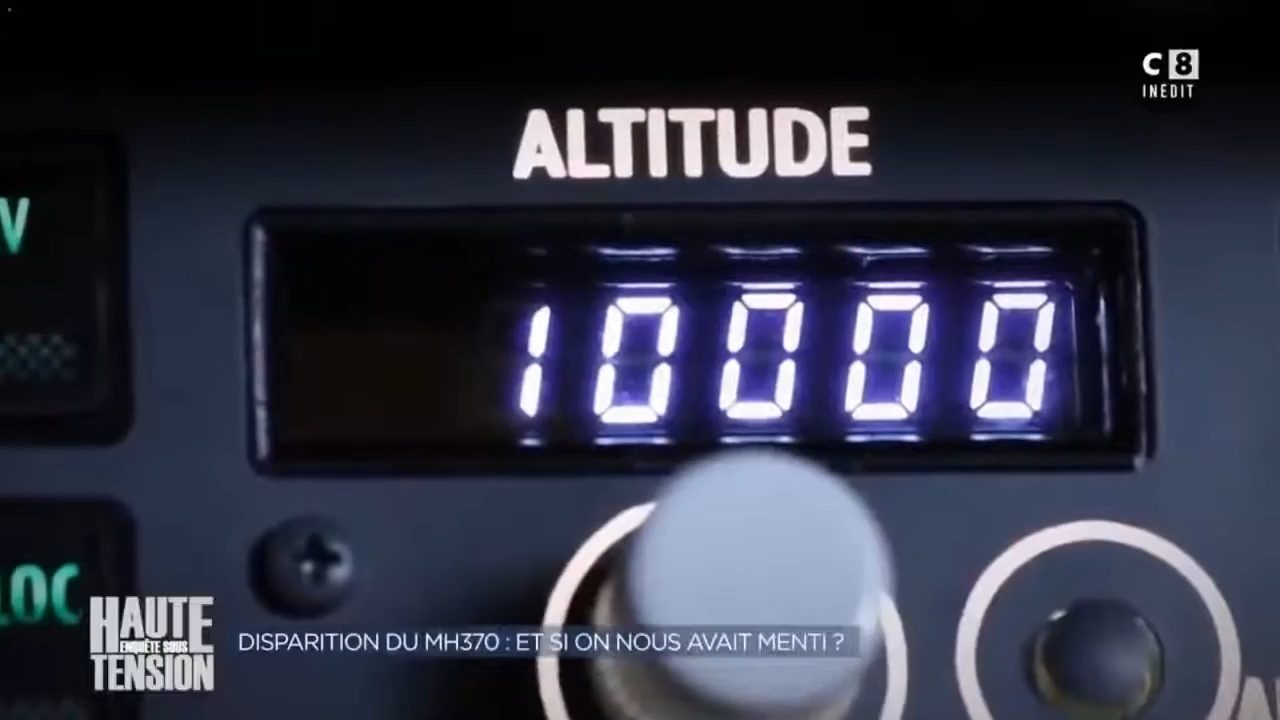 C8
INEDIT
ALTITUDE
V
10000
LOC
HAUTE
ENQUÊTE SOUS
TENSION
DISPARITION DU MH370 : ET SI ON NOUS AVAIT MENTI ?